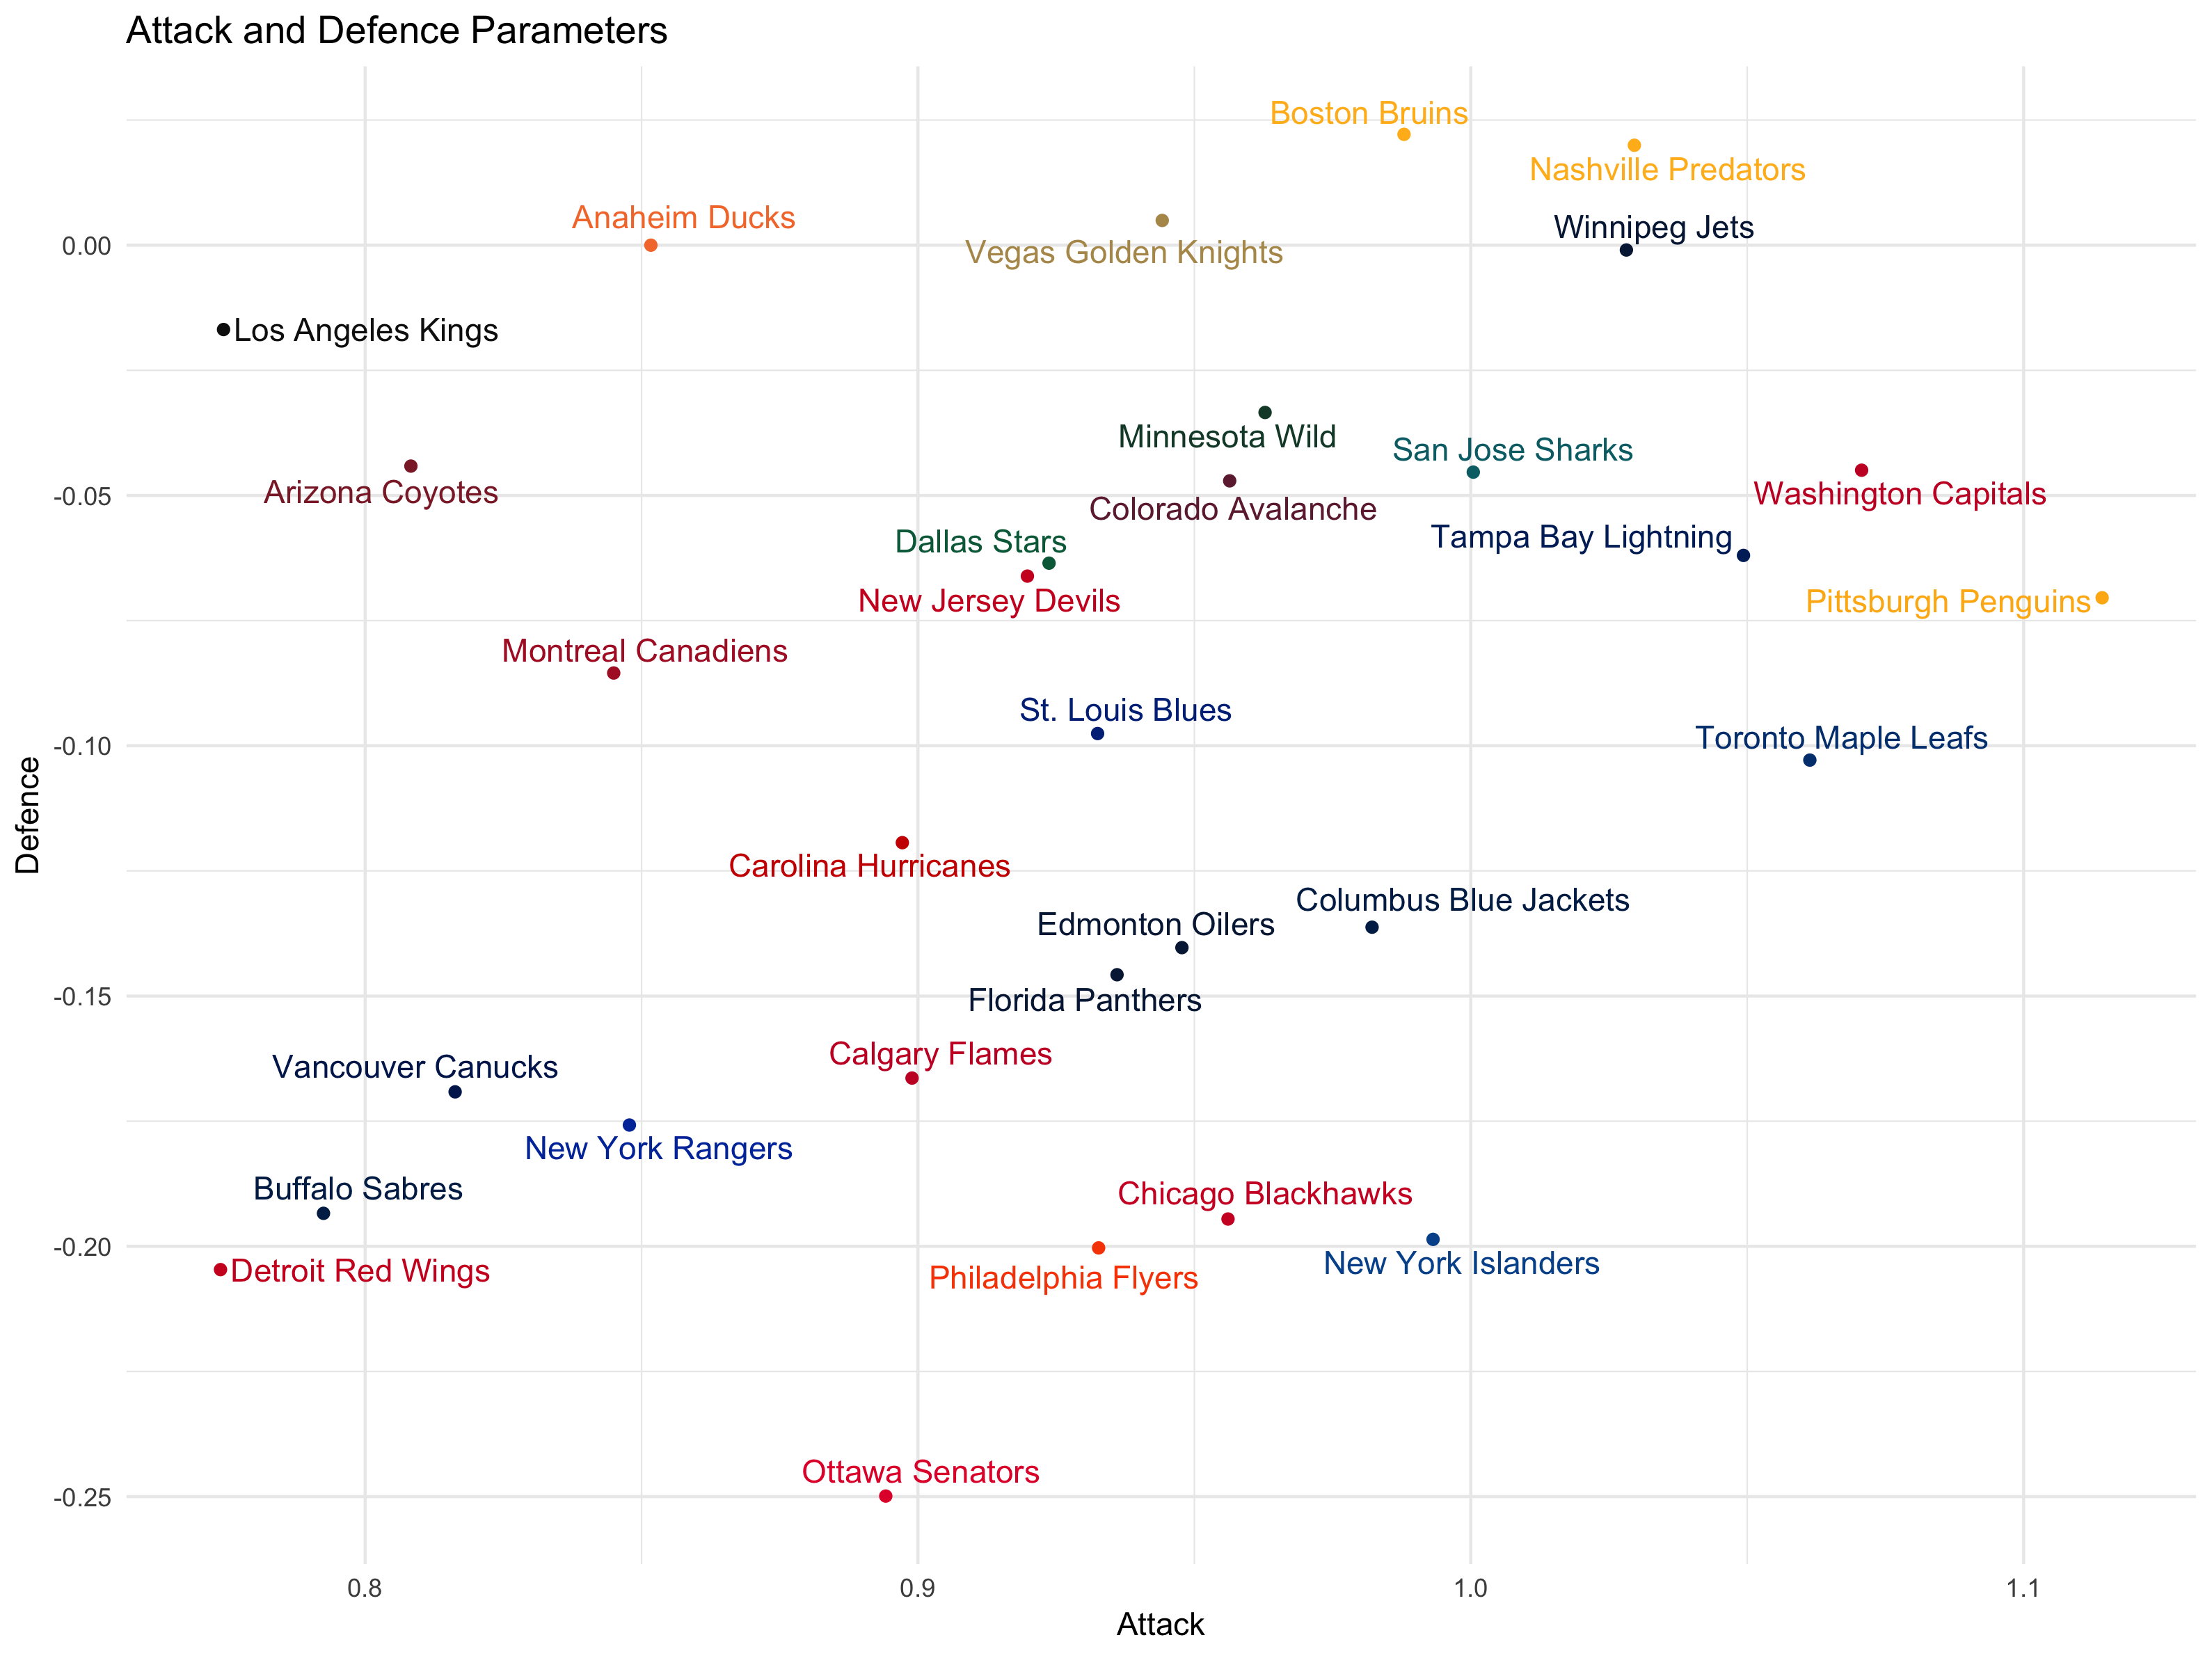 Attack and Defence Parameters
Boston Bruins
Nashville Predators
Anaheim Ducks
Winnipeg Jets
0.00
Vegas Golden Knights
Los Angeles Kings
Minnesota Wild
San Jose Sharks
Arizona Coyotes
Washington Capitals
-0.05
Colorado Avalanche
Tampa Bay Lightning
Dallas Stars
New Jersey Devils
Pittsburgh Penguins
Montreal Canadiens
St. Louis Blues
Toronto Maple Leafs
-0.10
Defence
Carolina Hurricanes
Columbus Blue Jackets
Edmonton Oilers
-0.15
Florida Panthers
Calgary Flames
Vancouver Canucks
New York Rangers
Buffalo Sabres
Chicago Blackhawks
-0.20
New York Islanders
Detroit Red Wings
Philadelphia Flyers
Ottawa Senators
-0.25
0.8
0.9
1.0
1.1
Attack